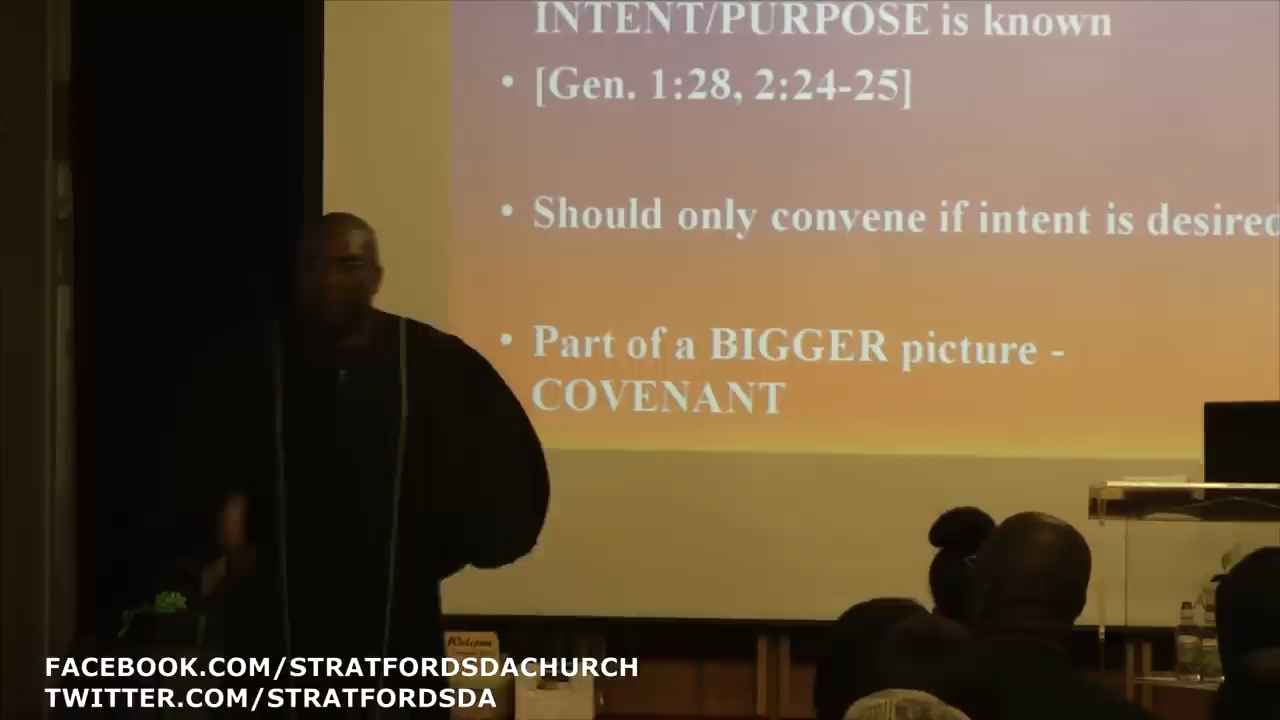 INTENT/PURPOSE is known
• [Gen. 1:28, 2:24-25]
• Should only convene if intent is desired
• Part of a BIGGER picture -
COVENANT
Welcome
FACEBOOK.COM/STRATFORDSDACHURCH
TWITTER.COM/STRATFORDSDA